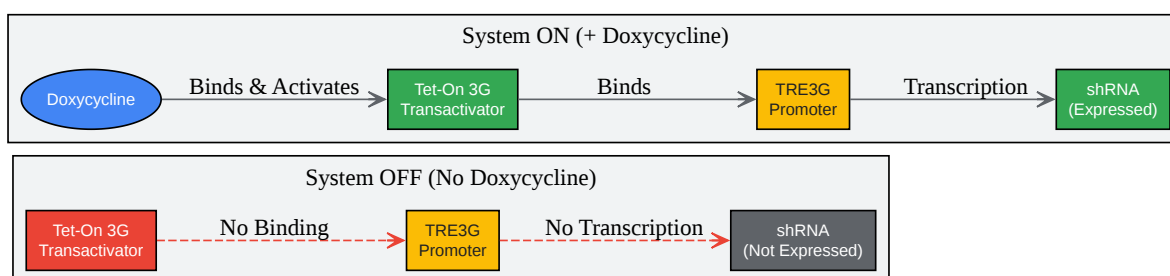 System ON (+ Doxycycline)
Doxycycline
Binds & Activates
Tet-On 3G
Transactivator
Binds
TRE3G
Promoter
Transcription
shRNA
(Expressed)
System OFF (No Doxycycline)
Tet-On 3G
Transactivator
No Binding
TRE3G
Promoter
No Transcription
shRNA
(Not Expressed)